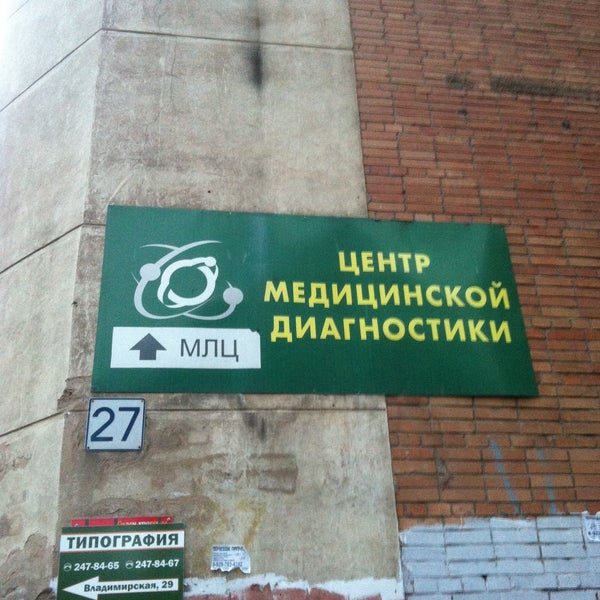 ЦЕНТР
МЕДИЦИНСКОЙ
ДИАГНОСТИКИ
МЛЦ
27
ТИПОГРАФИЯ
247-84-65 247-84-67
Владимирская, 29